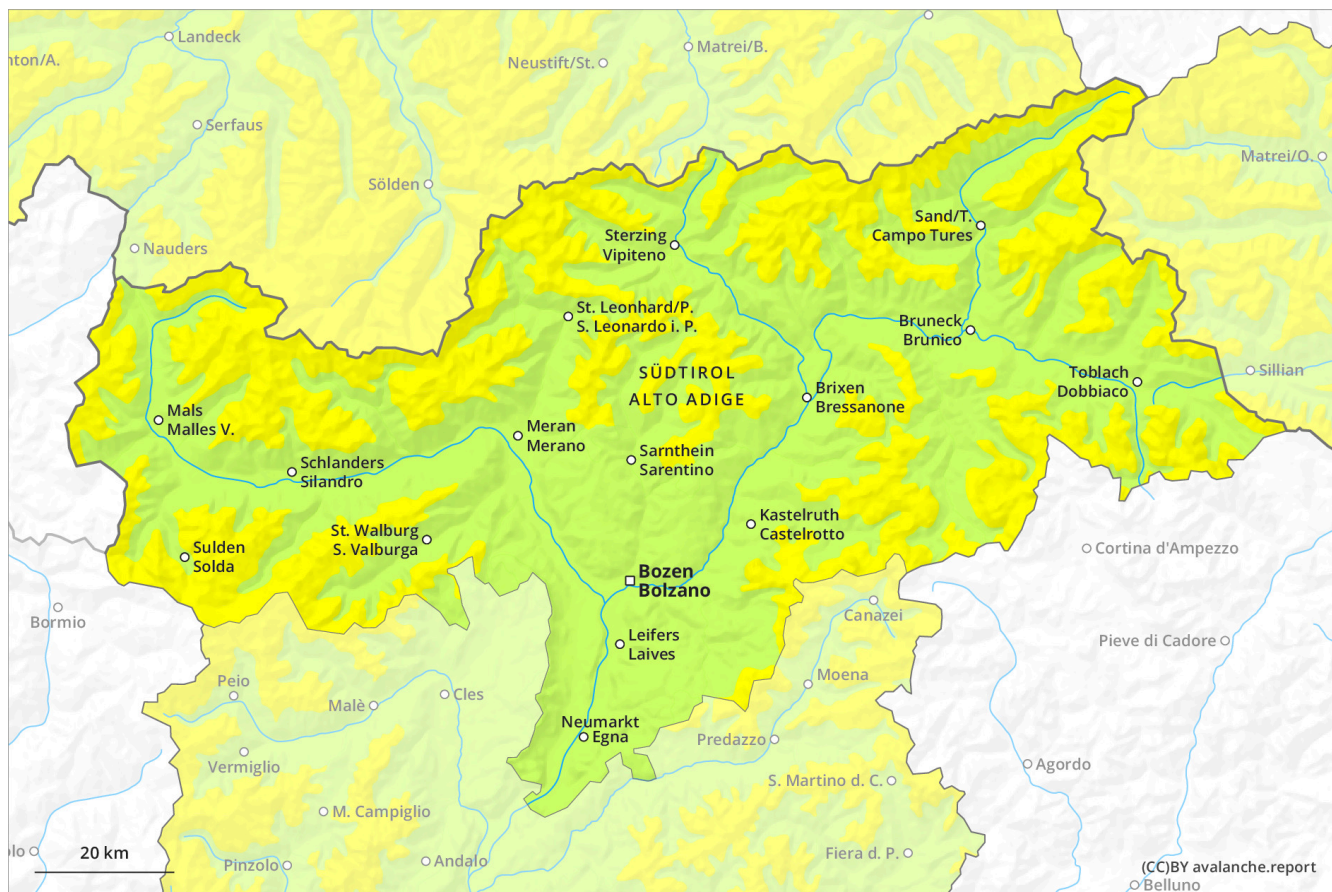 Landeck
nton/A.
Matrei/B.
Neustift/St.
Serfaus
Matrei/O.
Sölden
Sand/T.
Campo Tures
Sterzing
Vipiteno
Nauders
St. Leonhard/P.
S. Leonardo i. P.
Bruneck
Brunico
SÜDTIROL
ALTO ADIGE
Toblach
Dobbiaco
Sillian
Brixen
Bressanone
Mals
Malles V.
Meran
Merano
Sarnthein
Sarentino
Schlanders
Silandro
Kastelruth
Castelrotto
St. Walburg
S. Valburga
Sulden
Solda
Cortina d'Ampezzo
Bozen
Bolzano
Bormio
Canazei
Leifers
Laives
Pieve di Cadore
Moena
Peio
Malè
Cles
Neumarkt
Egna
Predazzo
Vermiglio
Agordo
S. Martino d. C.
M. Campiglio
olo
20 km
Pinzolo
Andalo
Fiera d. P.
(CC)BY avalanche.report
Belluno